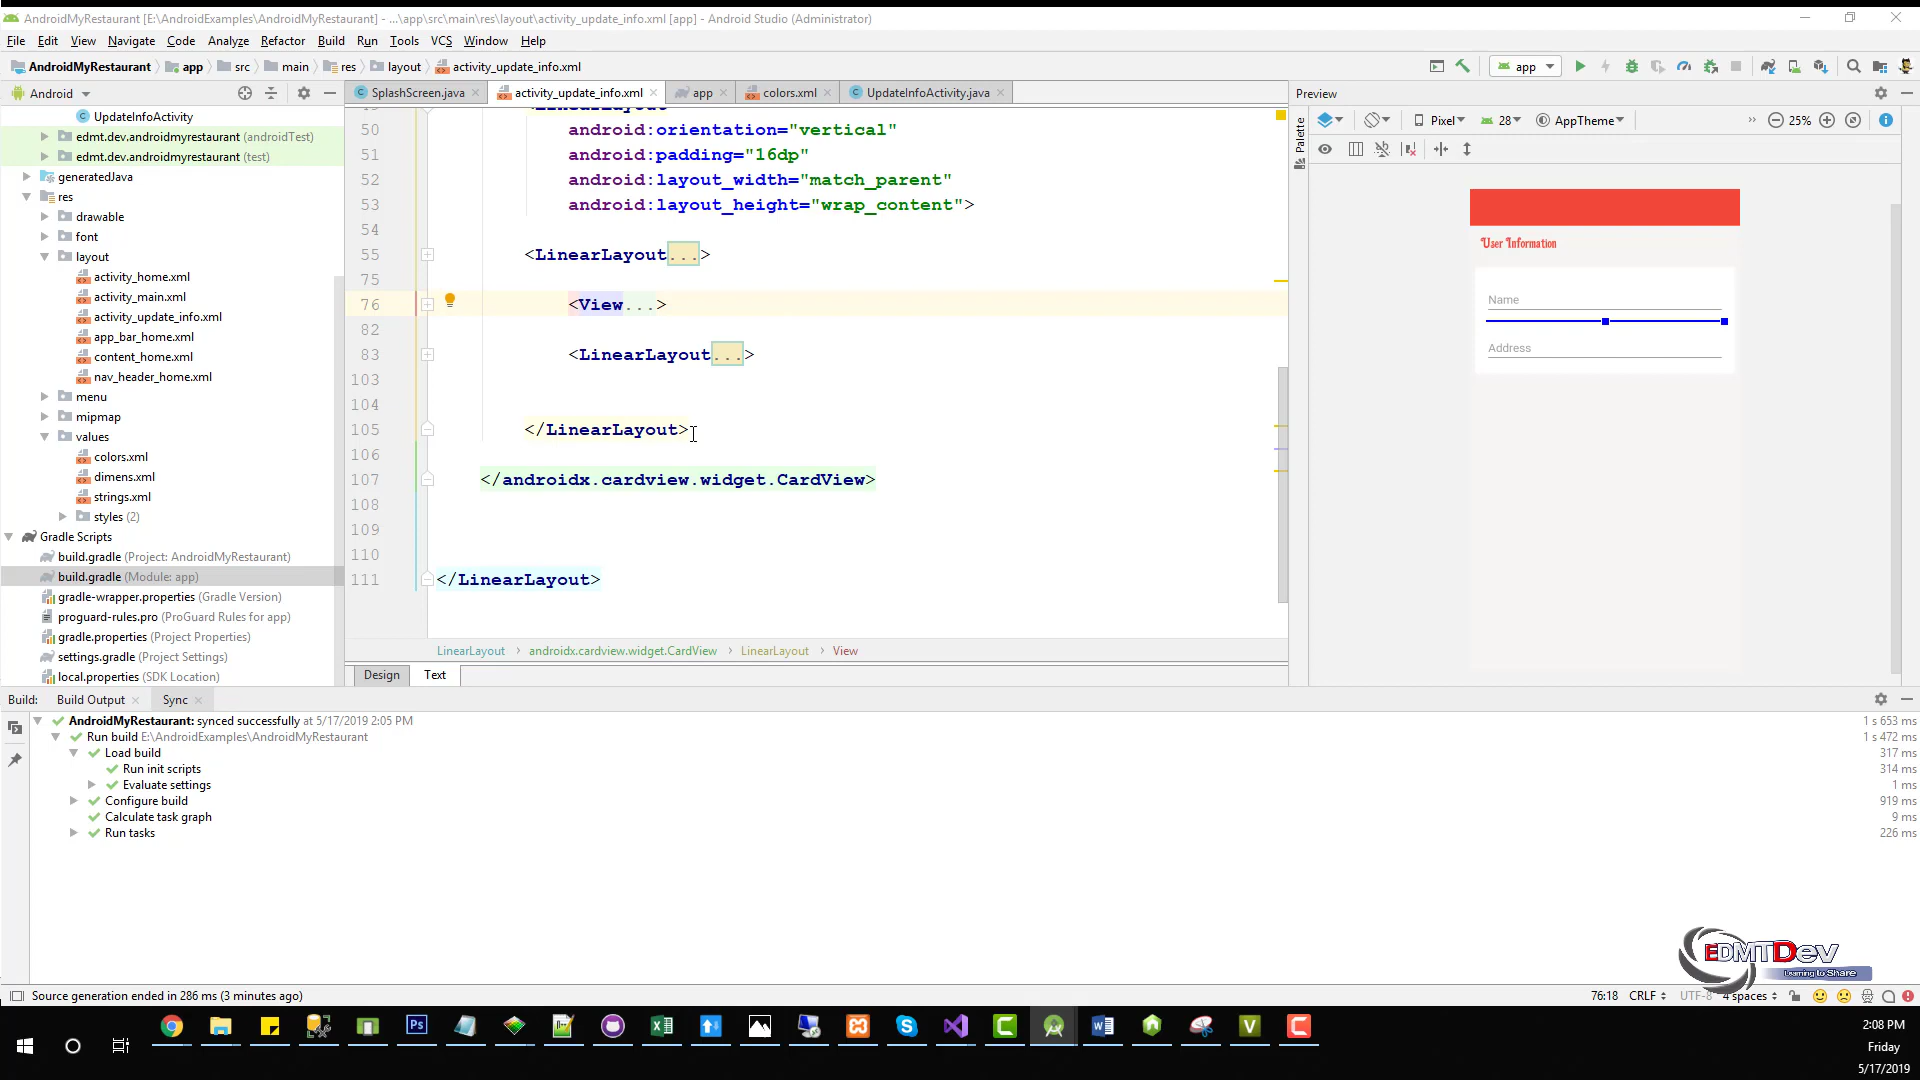 AndroidMyRestaurant [E:\AndroidExamples\AndroidMyRestaurant] - ...\app\src\main\res\layout\activity_update_info.xml [app] - Android Studio (Administrator)
File Edit View Navigate Code Analyze Refactor Build Run Tools VCS Window Help
AndroidMyRestaurant app src main res layout activity_update_info.xml
app
Android
SplashScreen.java activity_update_info.xml app colors.xml UpdateInfoActivity.java
Preview
UpdateInfoActivity
edmt.dev.androidmyrestaurant (androidTest)
edmt.dev.androidmyrestaurant (test)
generatedJava
res
drawable
font
layout
activity_home.xml
activity_main.xml
activity_update_info.xml
app_bar_home.xml
content_home.xml
nav_header_home.xml
menu
mipmap
values
colors.xml
dimens.xml
strings.xml
styles (2)
Gradle Scripts
build.gradle (Project: AndroidMyRestaurant)
build.gradle (Module: app)
gradle-wrapper.properties (Gradle Version)
proguard-rules.pro (ProGuard Rules for app)
gradle.properties (Project Properties)
settings.gradle (Project Settings)
local.properties (SDK Location)
<LinearLayout
50 android:orientation="vertical"
51 android:padding="16dp"
52 android:layout_width="match_parent"
53 android:layout_height="wrap_content">
54
55 <LinearLayout...>
75
76 <View...>
82
83 <LinearLayout...>
103
104
105 </LinearLayout>
106
107 </androidx.cardview.widget.CardView>
108
109
110
111 </LinearLayout>
LinearLayout › androidx.cardview.widget.CardView › LinearLayout › View
Design Text
Palette
Pixel 28 AppTheme » 25%
User Information
Name
Address
Build: Build Output Sync
AndroidMyRestaurant: synced successfully at 5/17/2019 2:05 PM 1 s 653 ms
Run build E:\AndroidExamples\AndroidMyRestaurant 1 s 472 ms
Load build 317 ms
Run init scripts 314 ms
Evaluate settings 1 ms
Configure build 919 ms
Calculate task graph 9 ms
Run tasks 226 ms
EDMTDev
Learning to Share
Source generation ended in 286 ms (3 minutes ago) 76:18 CRLF UTF-8 4 spaces
2:08 PM
Friday
5/17/2019